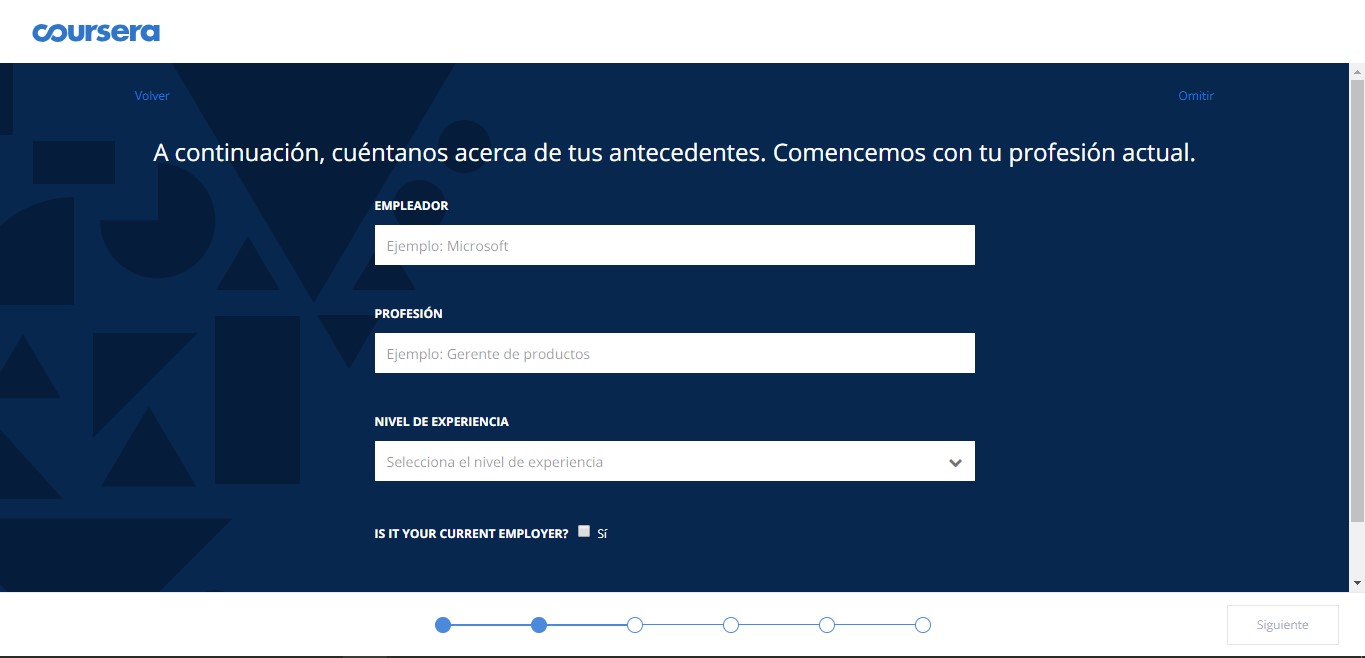 coursera
Volver
Omitir
A continuación, cuéntanos acerca de tus antecedentes. Comencemos con tu profesión actual.
EMPLEADOR
Ejemplo: Microsoft
PROFESIÓN
Ejemplo: Gerente de productos
NIVEL DE EXPERIENCIA
Selecciona el nivel de experiencia
IS IT YOUR CURRENT EMPLOYER? Sí
Siguiente